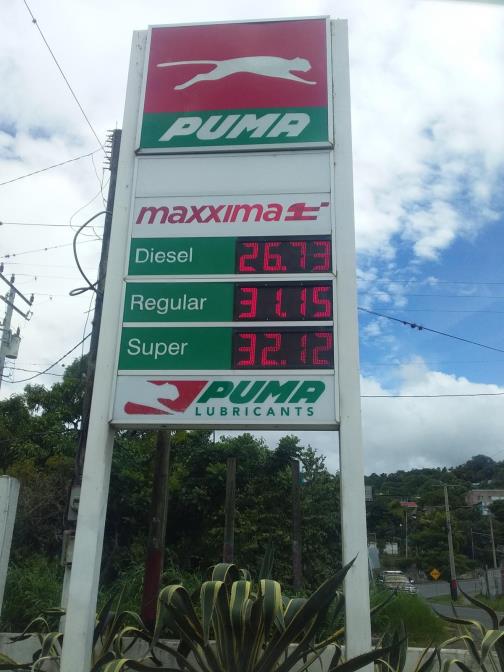 PUMA
maxxima
Diesel 26.73
Regular 31.15
Super 32.12
PUMA
LUBRICANTS